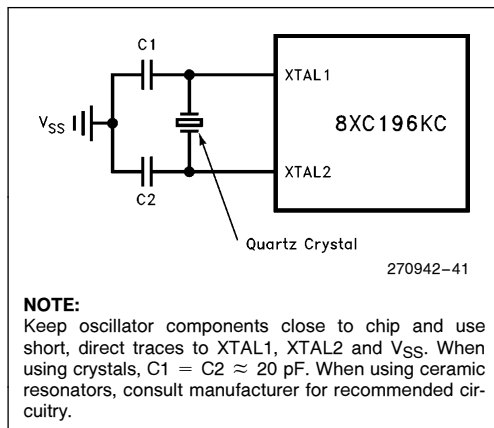 C1
XTAL1
8XC196KC
VSS
XTAL2
C2
Quartz Crystal
270942–41
NOTE:
Keep oscillator components close to chip and use
short, direct traces to XTAL1, XTAL2 and VSS. When
using crystals, C1 = C2 ≈ 20 pF. When using ceramic
resonators, consult manufacturer for recommended cir-
cuitry.